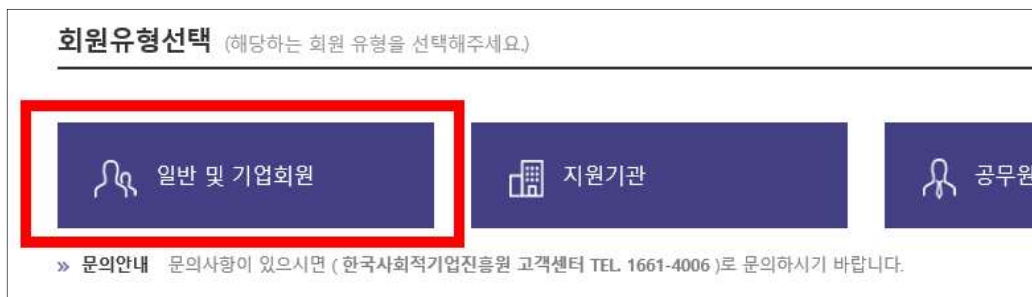 회원유형선택 (해당하는 회원 유형을 선택해주세요.)
일반 및 기업회원
지원기관
공무원
» 문의안내 문의사항이 있으시면 ( 한국사회적기업진흥원 고객센터 TEL. 1661-4006 )로 문의하시기 바랍니다.